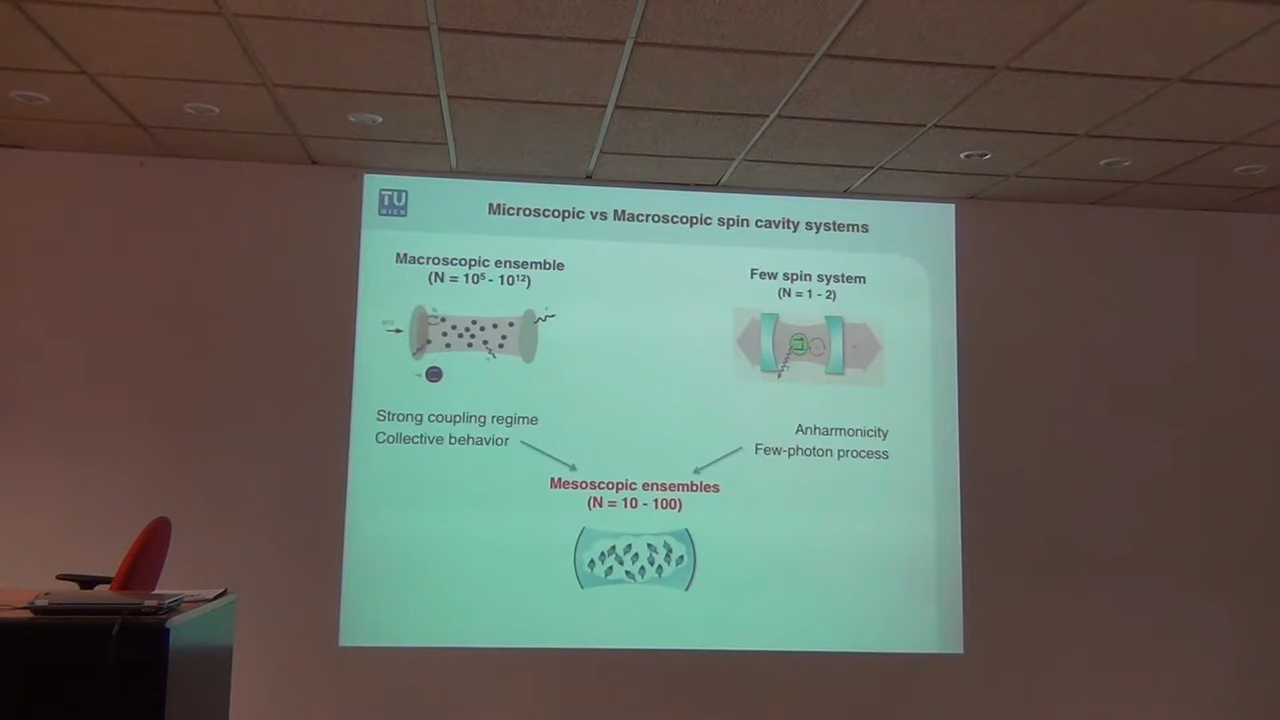 TU
WIEN
Microscopic vs Macroscopic spin cavity systems
Macroscopic ensemble
(N = 10⁵ - 10¹²)
Few spin system
(N = 1 - 2)
Strong coupling regime
Collective behavior
Anharmonicity
Few-photon process
Mesoscopic ensembles
(N = 10 - 100)